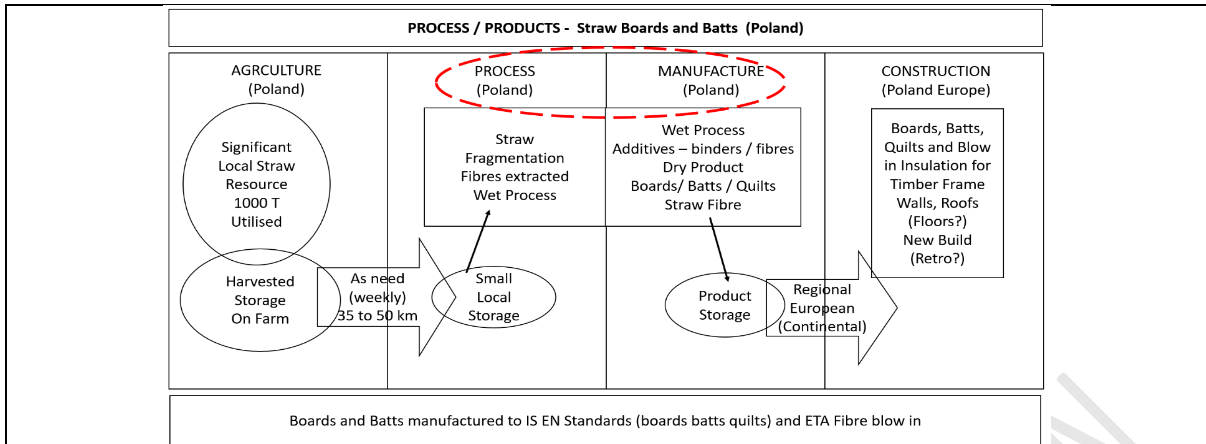 PROCESS / PRODUCTS - Straw Boards and Batts (Poland)
AGRCULTURE
(Poland)
Significant
Local Straw
Resource
1000 T
Utilised
Harvested
Storage
On Farm
As need
(weekly)
35 to 50 km
PROCESS
(Poland)
Straw
Fragmentation
Fibres extracted
Wet Process
Small
Local
Storage
MANUFACTURE
(Poland)
Wet Process
Additives – binders / fibres
Dry Product
Boards/ Batts / Quilts
Straw Fibre
Product
Storage
Regional
European
(Continental)
CONSTRUCTION
(Poland Europe)
Boards, Batts,
Quilts and Blow
in Insulation for
Timber Frame
Walls, Roofs
(Floors?)
New Build
(Retro?)
Boards and Batts manufactured to IS EN Standards (boards batts quilts) and ETA Fibre blow in